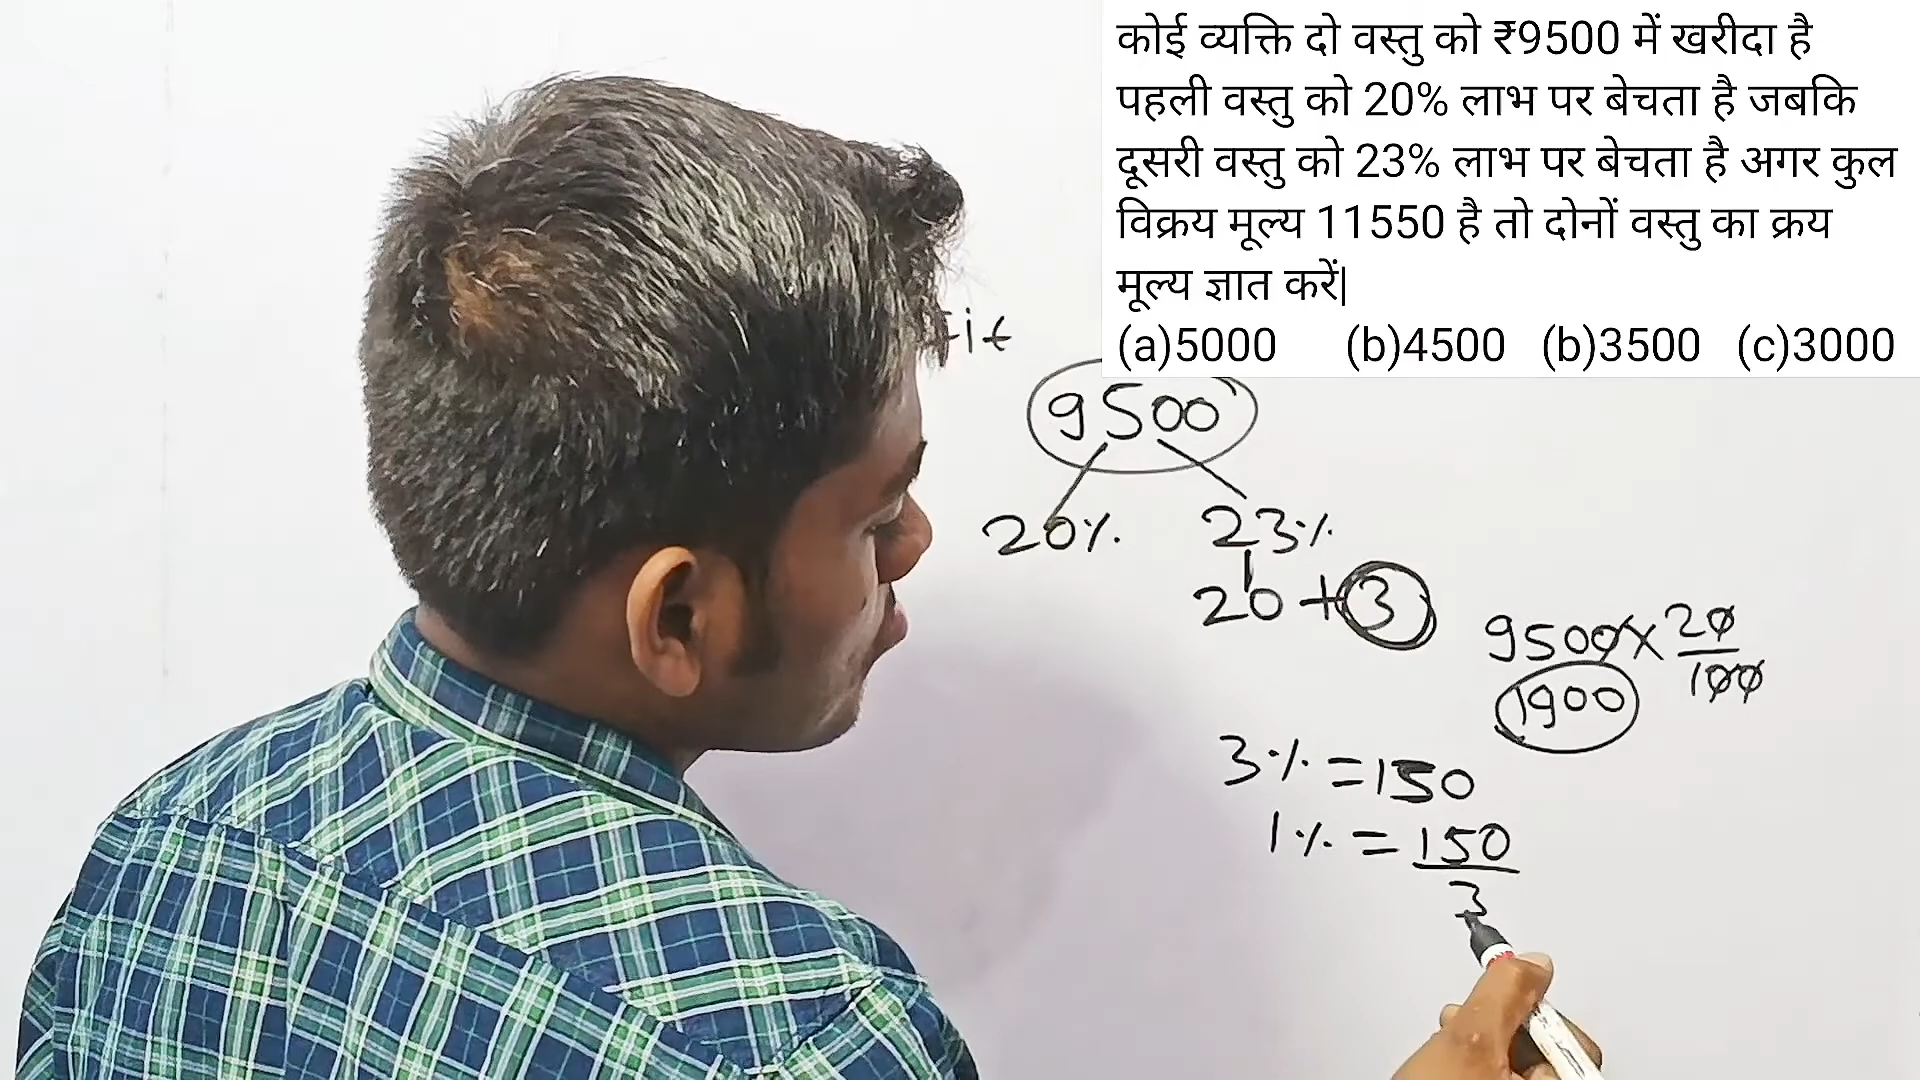 कोई व्यक्ति दो वस्तु को ₹9500 में खरीदा है
पहली वस्तु को 20% लाभ पर बेचता है जबकि
दूसरी वस्तु को 23% लाभ पर बेचता है अगर कुल
विक्रय मूल्य 11550 है तो दोनों वस्तु का क्रय
मूल्य ज्ञात करें|
(a)5000 (b)4500 (b)3500 (c)3000
9500
20% 23%
20+3
9500×20/100
1900
3% =150
1% =150/3